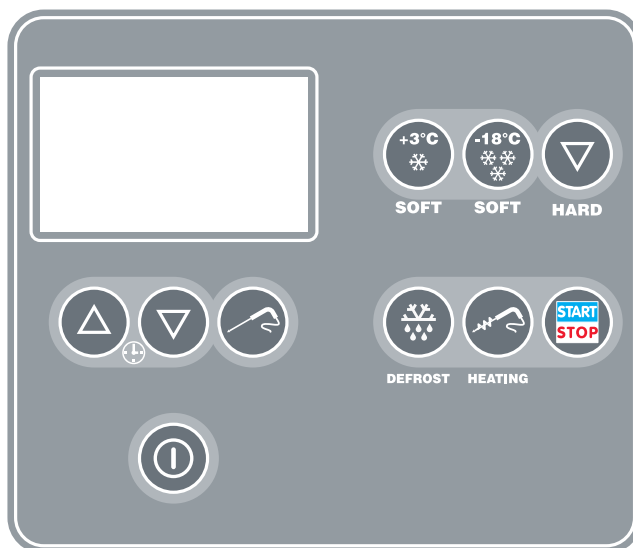 +3°C
-18°C
SOFT
SOFT
HARD
START
STOP
DEFROST
HEATING